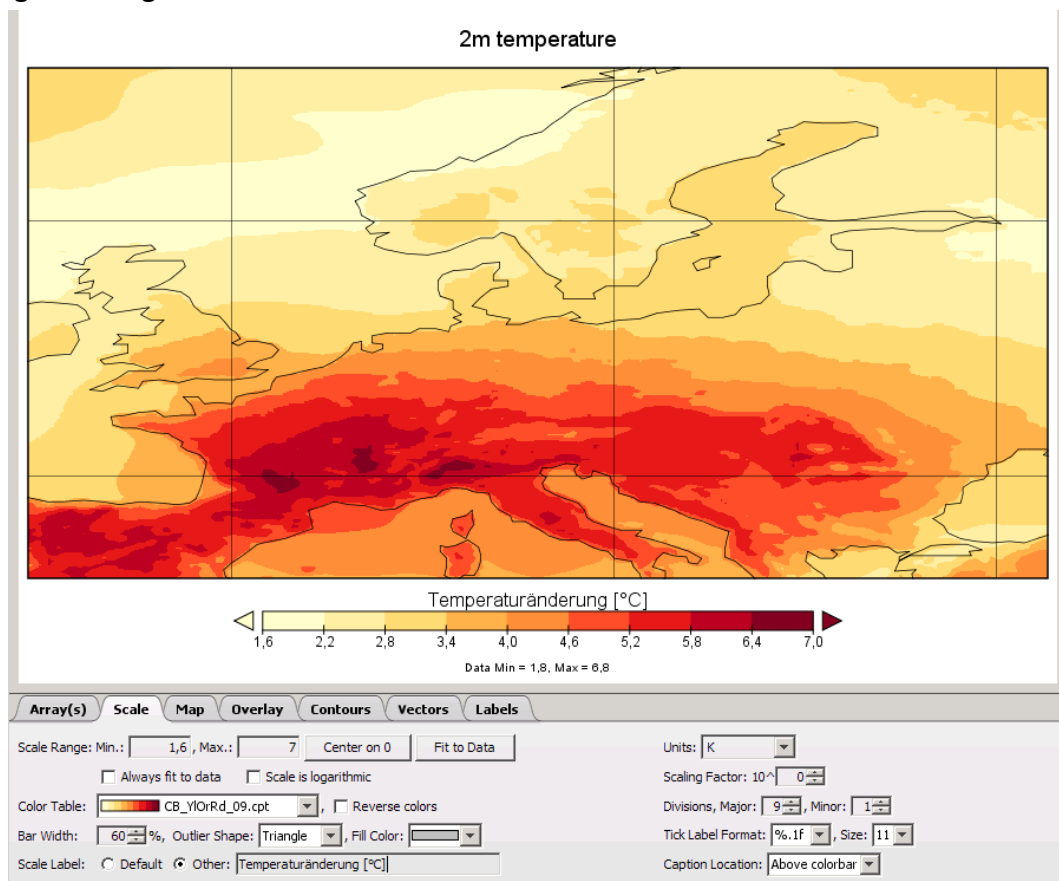 2m temperature
Temperaturänderung [°C]
1,6 2,2 2,8 3,4 4,0 4,6 5,2 5,8 6,4 7,0
Data Min = 1,8, Max = 6,8
Array(s) Scale Map Overlay Contours Vectors Labels
Scale Range: Min.: 1,6 , Max.: 7 Center on 0 Fit to Data Units: K
Always fit to data Scale is logarithmic Scaling Factor: 10^ 0
Color Table: CB_YlOrRd_09.cpt , Reverse colors Divisions, Major: 9 , Minor: 1
Bar Width: 60 %, Outlier Shape: Triangle , Fill Color: Tick Label Format: %.1f , Size: 11
Scale Label: Default Other: Temperaturänderung [°C] Caption Location: Above colorbar